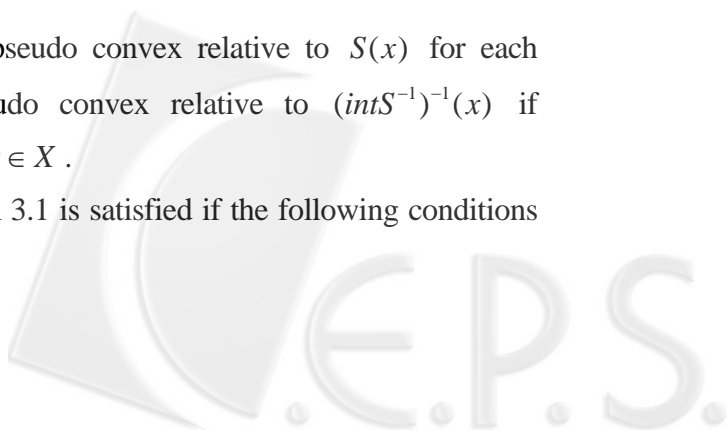 pseudo convex relative to S(x) for each
udo convex relative to (intS⁻¹)⁻¹(x) if
∈ X .
3.1 is satisfied if the following conditions
C.E.P.S.